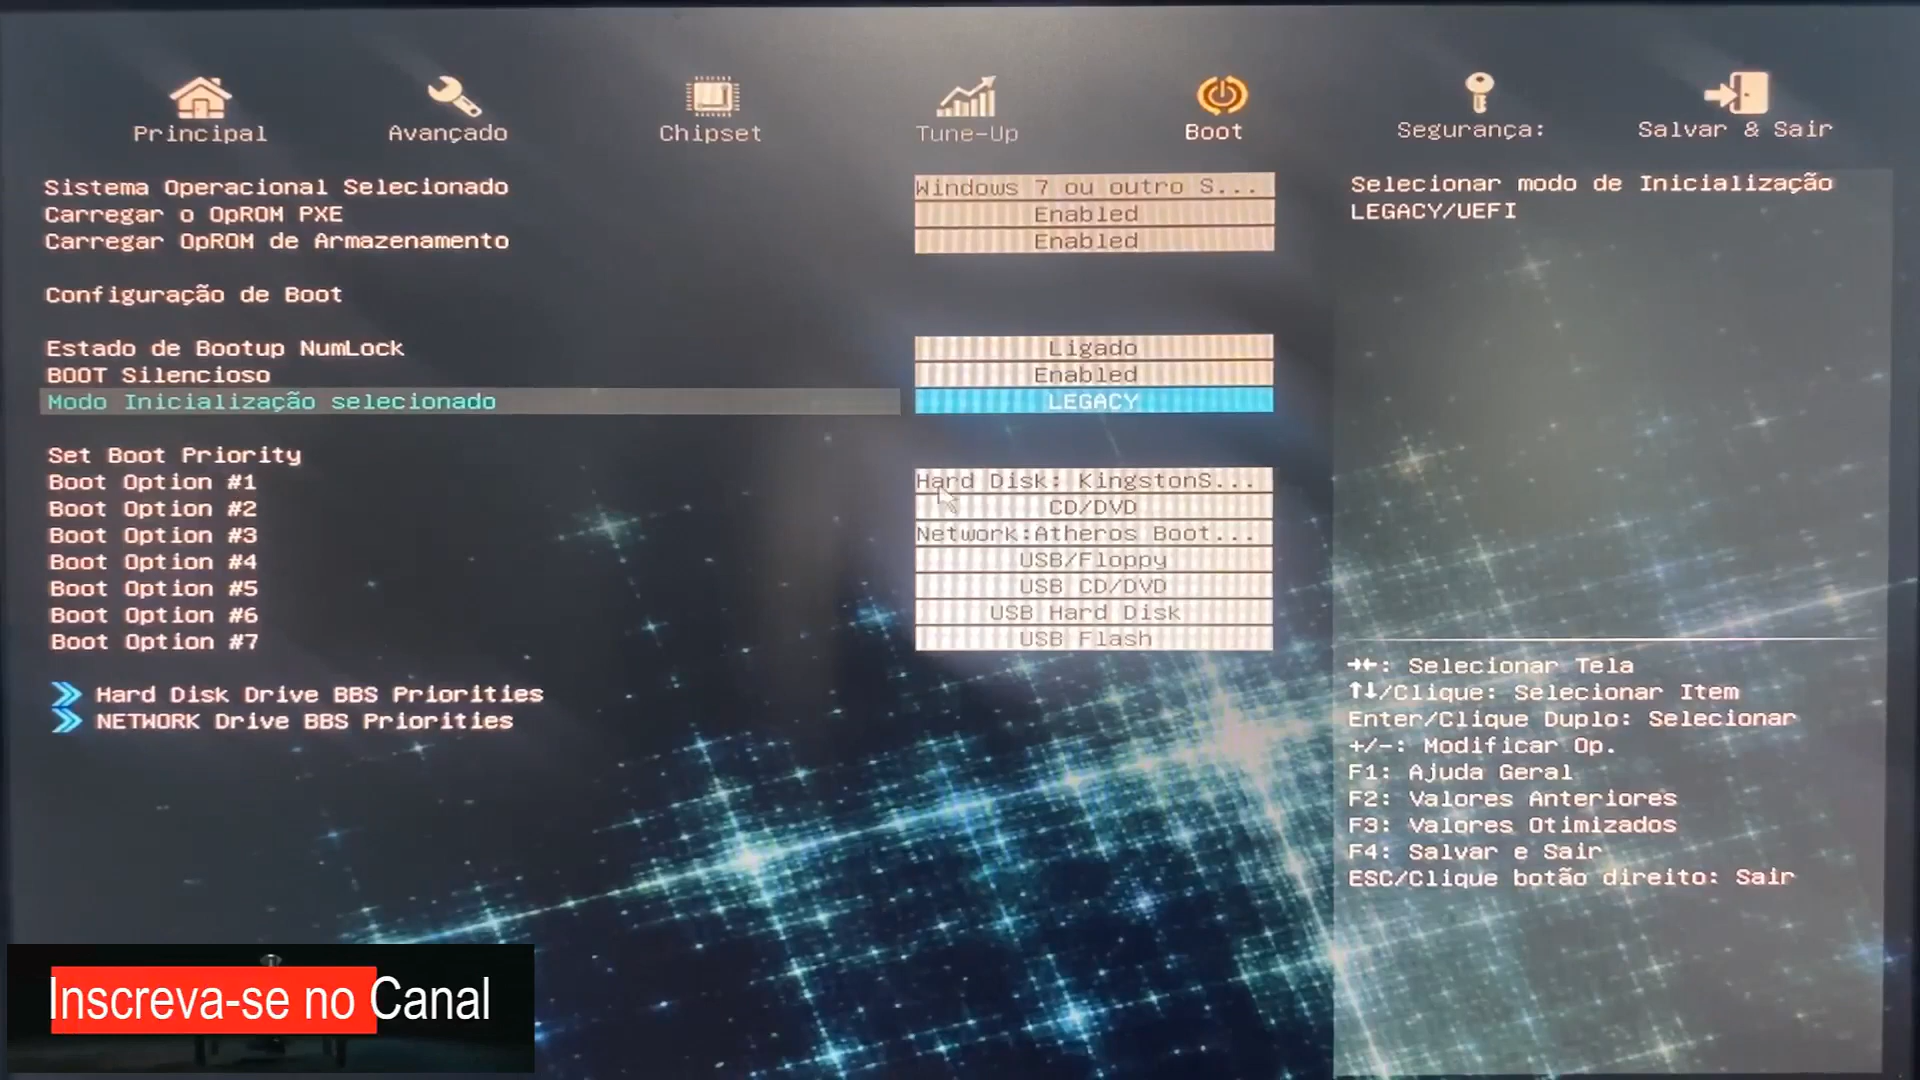 Principal
Avançado
Chipset
Tune-Up
Boot
Segurança:
Salvar & Sair
Sistema Operacional Selecionado
Windows 7 ou outro S...
Carregar o OpROM PXE
Enabled
Carregar OpROM de Armazenamento
Enabled
Configuração de Boot
Estado de Bootup NumLock
Ligado
BOOT Silencioso
Enabled
Modo Inicialização selecionado
LEGACY
Set Boot Priority
Boot Option #1
Hard Disk: KingstonS...
Boot Option #2
CD/DVD
Boot Option #3
Network:Atheros Boot...
Boot Option #4
USB/Floppy
Boot Option #5
USB CD/DVD
Boot Option #6
USB Hard Disk
Boot Option #7
USB Flash
Hard Disk Drive BBS Priorities
NETWORK Drive BBS Priorities
Selecionar modo de Inicialização
LEGACY/UEFI
→←: Selecionar Tela
↑↓/Clique: Selecionar Item
Enter/Clique Duplo: Selecionar
+/-: Modificar Op.
F1: Ajuda Geral
F2: Valores Anteriores
F3: Valores Otimizados
F4: Salvar e Sair
ESC/Clique botão direito: Sair
Inscreva-se no Canal